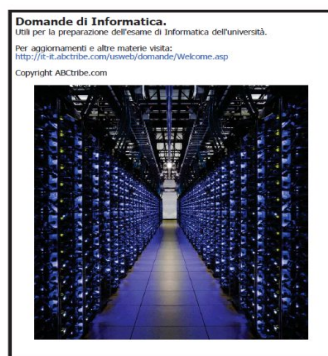 Domande di Informatica.
Utili per la preparazione dell'esame di Informatica dell'università.
Per aggiornamenti e altre materie visita:
http://it-it.abctribe.com/usweb/domande/Welcome.asp
Copyright ABCtribe.com